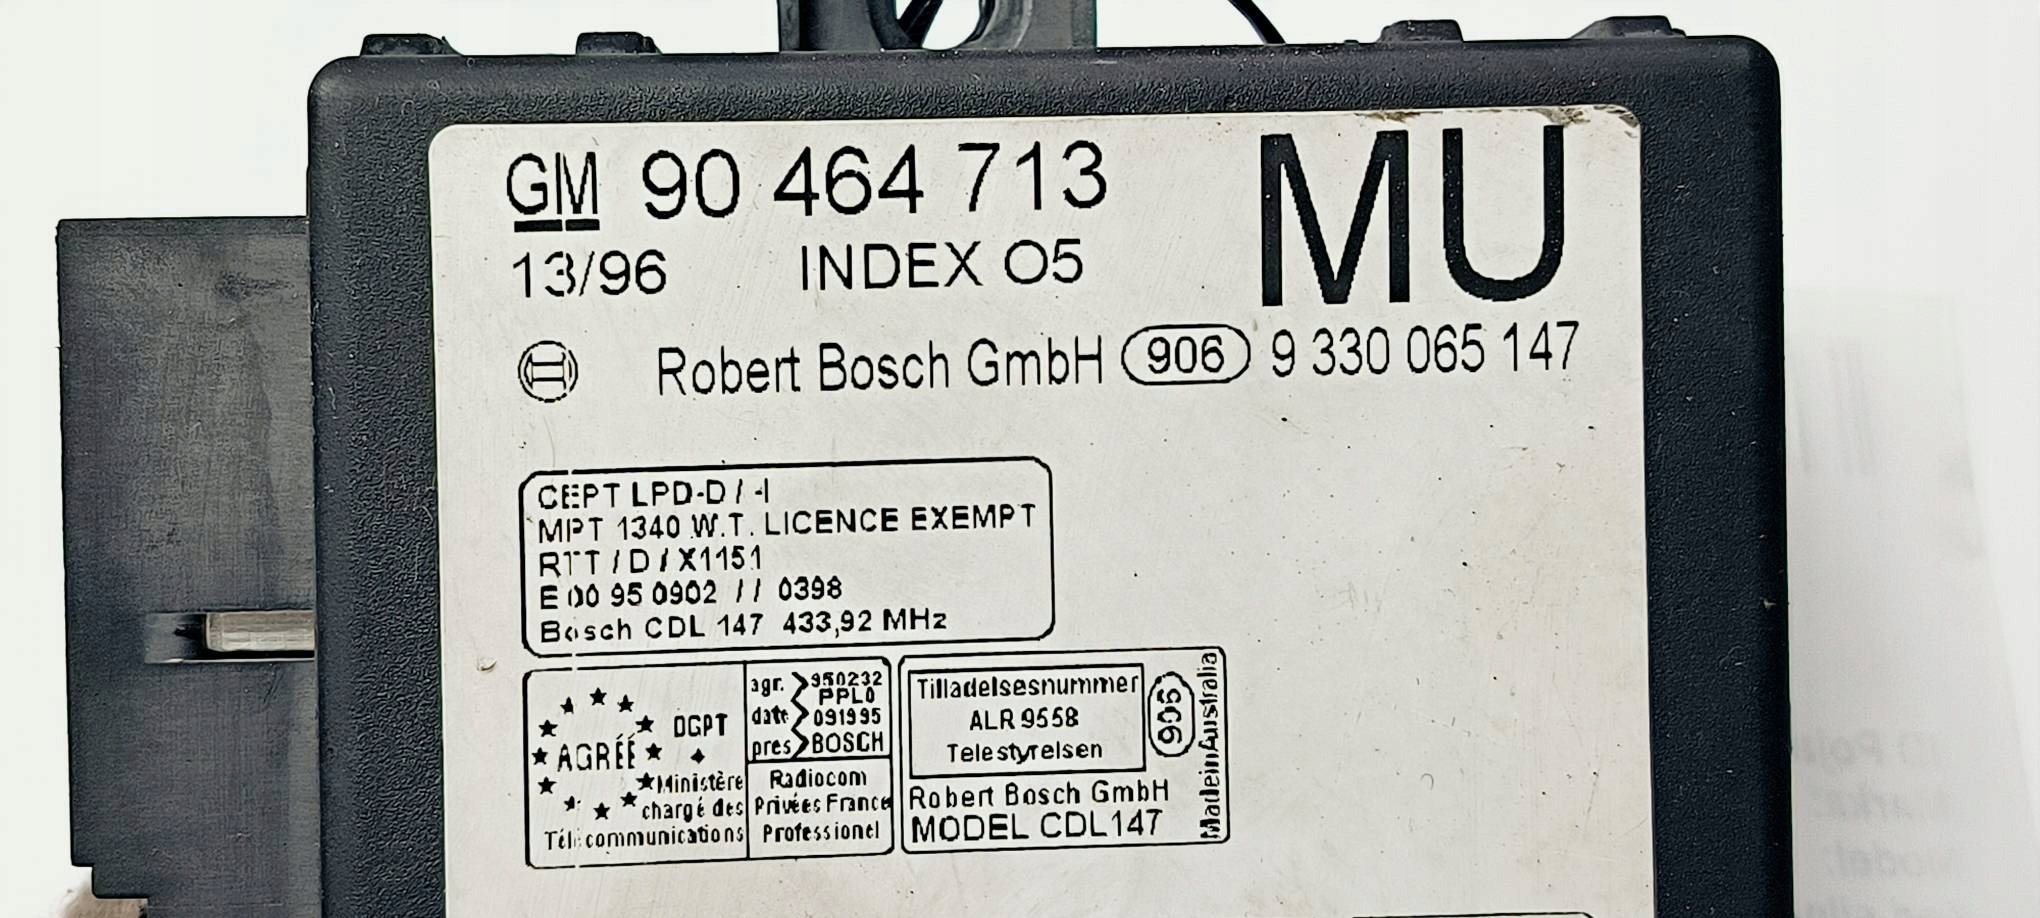 GM 90 464 713 MU
13/96 INDEX 05
Robert Bosch GmbH 906 9 330 065 147
CEPT LPD-D / -I
MPT 1340 W.T. LICENCE EXEMPT
RTT / D / X1151
E 00 95 0902 // 0398
Bosch CDL 147 433,92 MHz
AGRÉÉ
DGPT
Ministère
chargé des
Télécommunications
agr. 950232
PPL0
date 091995
pres BOSCH
Radiocom
Privées France
Professionel
Tilladelsesnummer
ALR 9558
Telestyrelsen
906
Robert Bosch GmbH
MODEL CDL147
Made in Australia